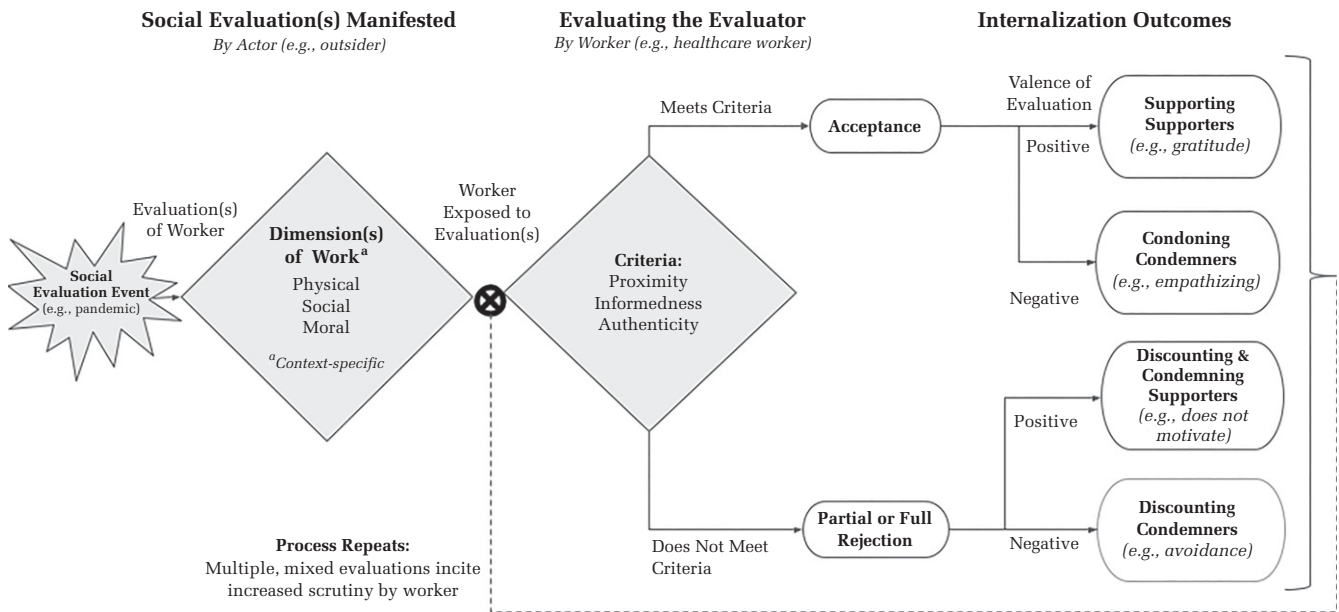 Social Evaluation(s) Manifested
By Actor (e.g., outsider)
Evaluating the Evaluator
By Worker (e.g., healthcare worker)
Internalization Outcomes
Social
Evaluation Event
(e.g., pandemic)
Evaluation(s)
of Worker
Dimension(s)
of Workᵃ
Physical
Social
Moral
ᵃContext-specific
Worker
Exposed to
Evaluation(s)
Criteria:
Proximity
Informedness
Authenticity
Meets Criteria
Acceptance
Valence of
Evaluation
Positive
Negative
Supporting
Supporters
(e.g., gratitude)
Condoning
Condemners
(e.g., empathizing)
Does Not Meet
Criteria
Partial or Full
Rejection
Positive
Negative
Discounting &
Condemning
Supporters
(e.g., does not
motivate)
Discounting
Condemners
(e.g., avoidance)
Process Repeats:
Multiple, mixed evaluations incite
increased scrutiny by worker